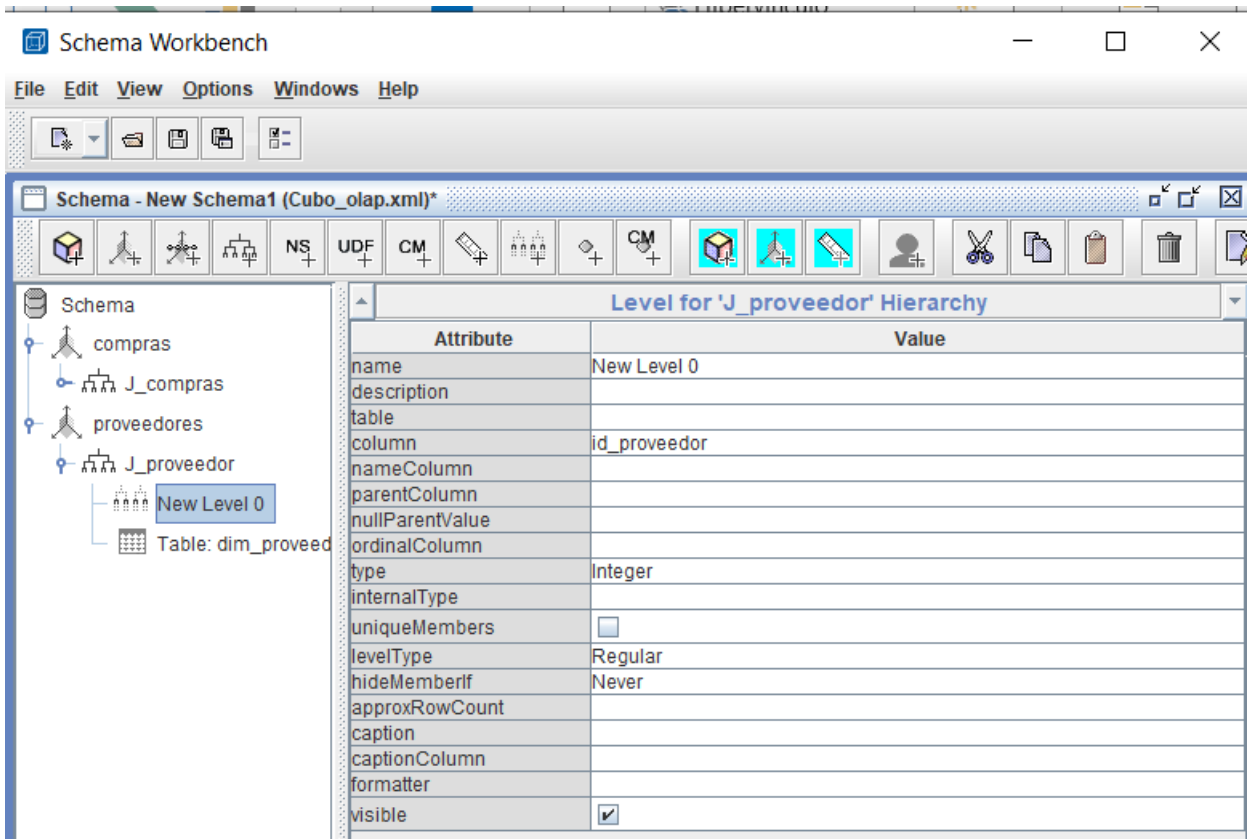 Hipervínculo
Schema Workbench
File Edit View Options Windows Help
Schema - New Schema1 (Cubo_olap.xml)*
NS UDF CM CM
Schema
compras
J_compras
proveedores
J_proveedor
New Level 0
Table: dim_proveed
Level for 'J_proveedor' Hierarchy
Attribute Value
name New Level 0
description
table
column id_proveedor
nameColumn
parentColumn
nullParentValue
ordinalColumn
type Integer
internalType
uniqueMembers
levelType Regular
hideMemberIf Never
approxRowCount
caption
captionColumn
formatter
visible